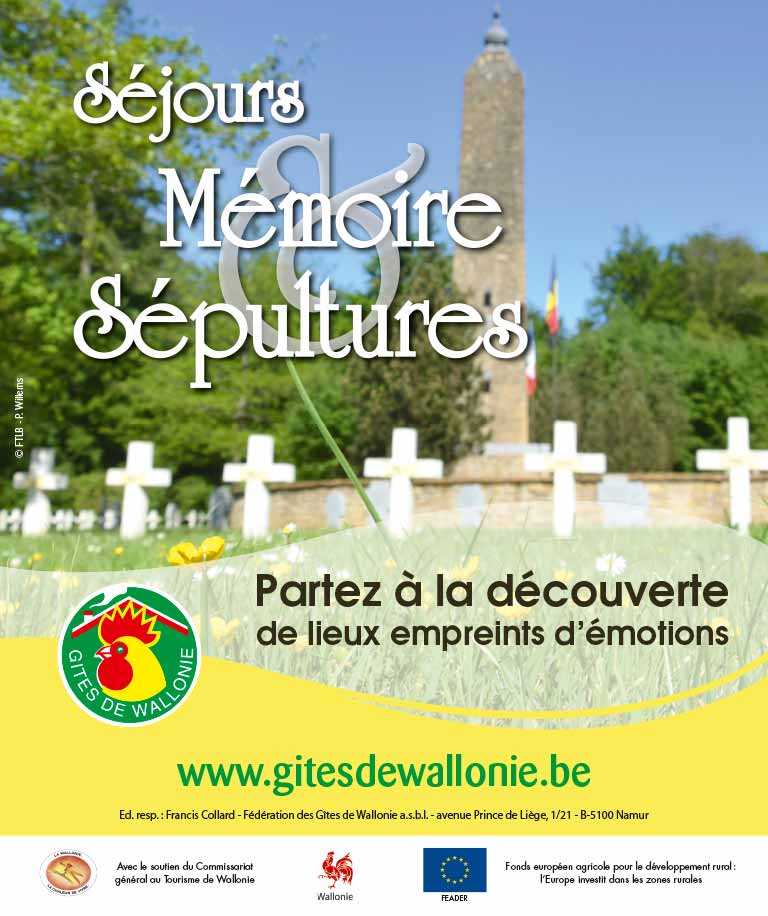 Séjours
&
Mémoire
Sépultures
© FTLB - P. Willems
Partez à la découverte
de lieux empreints d'émotions
GITES DE WALLONIE
www.gitesdewallonie.be
Ed. resp. : Francis Collard - Fédération des Gîtes de Wallonie a.s.b.l. - avenue Prince de Liège, 1/21 - B-5100 Namur
Avec le soutien du Commissariat
général au Tourisme de Wallonie
Wallonie
FEADER
Fonds européen agricole pour le développement rural :
l'Europe investit dans les zones rurales